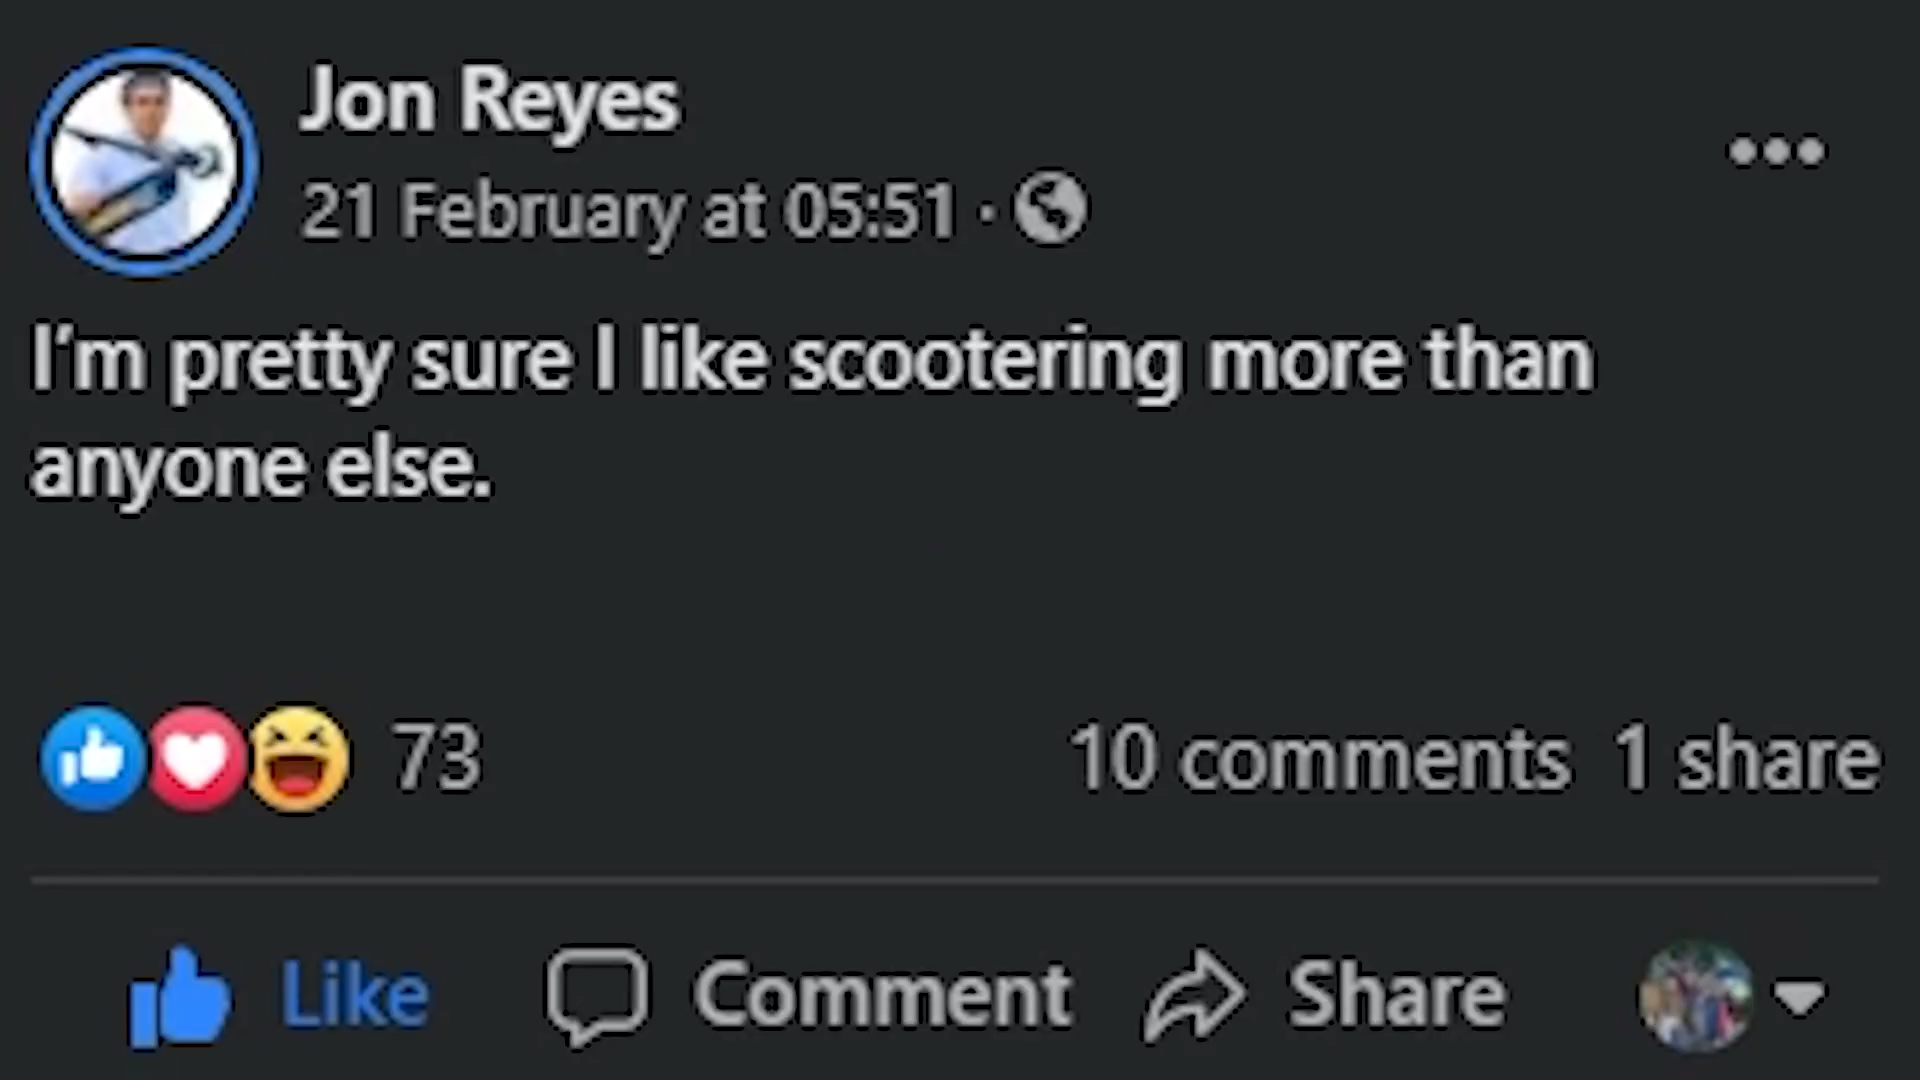 Jon Reyes
21 February at 05:51 ·
I'm pretty sure I like scootering more than
anyone else.
73
10 comments 1 share
Like Comment Share